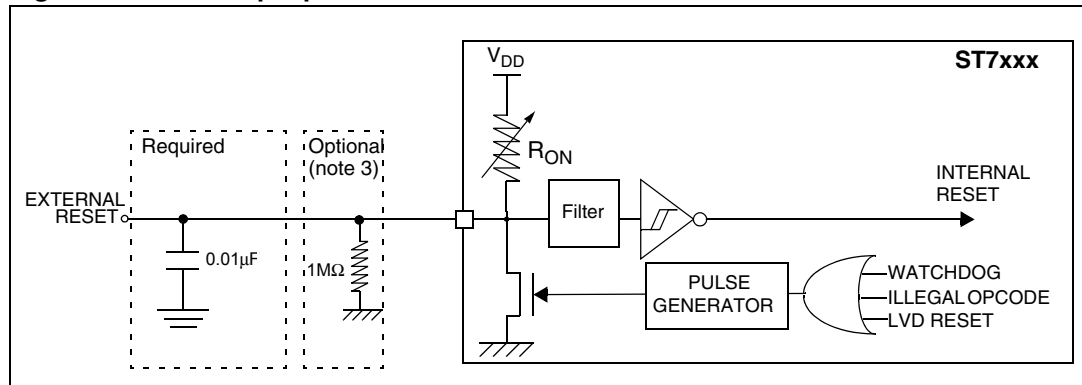 ST7xxx
VDD
RON
Required
Optional
(note 3)
EXTERNAL
RESET
0.01µF
1MΩ
Filter
INTERNAL
RESET
PULSE
GENERATOR
WATCHDOG
ILLEGAL OPCODE
LVD RESET